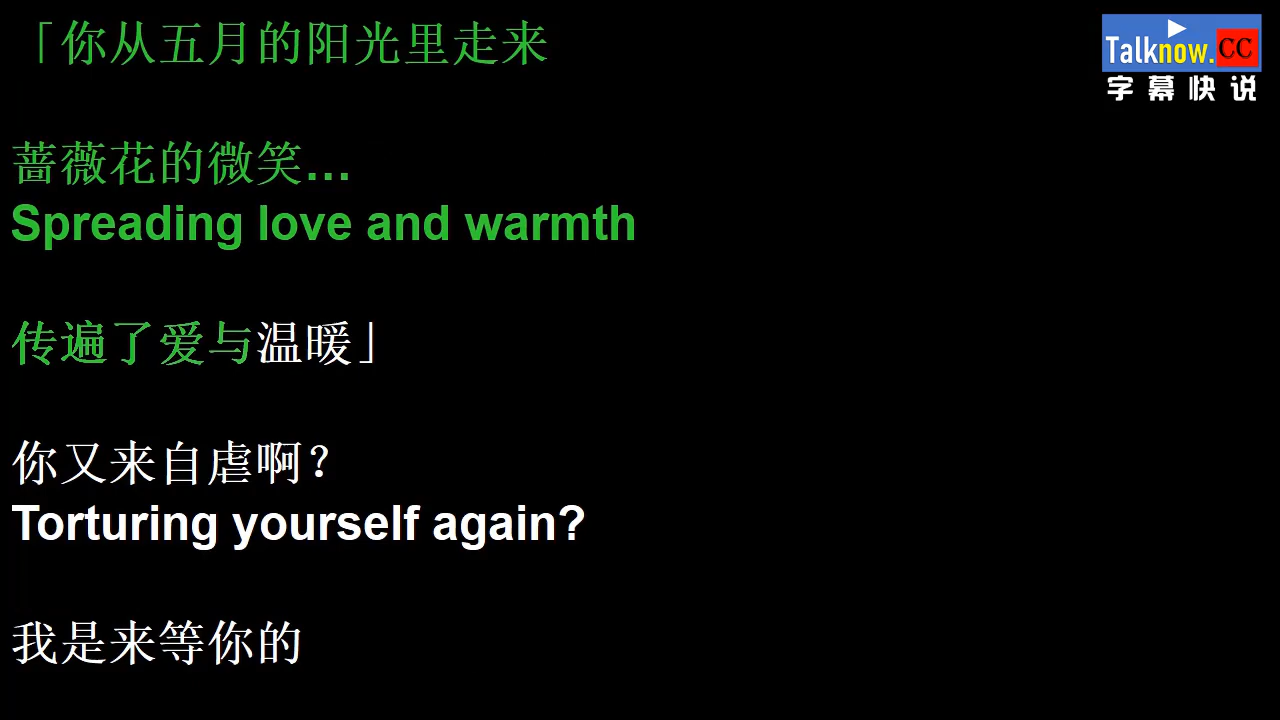 「你从五月的阳光里走来
Talknow.CC
字幕快说
蔷薇花的微笑...
Spreading love and warmth
传遍了爱与温暖」
你又来自虐啊?
Torturing yourself again?
我是来等你的